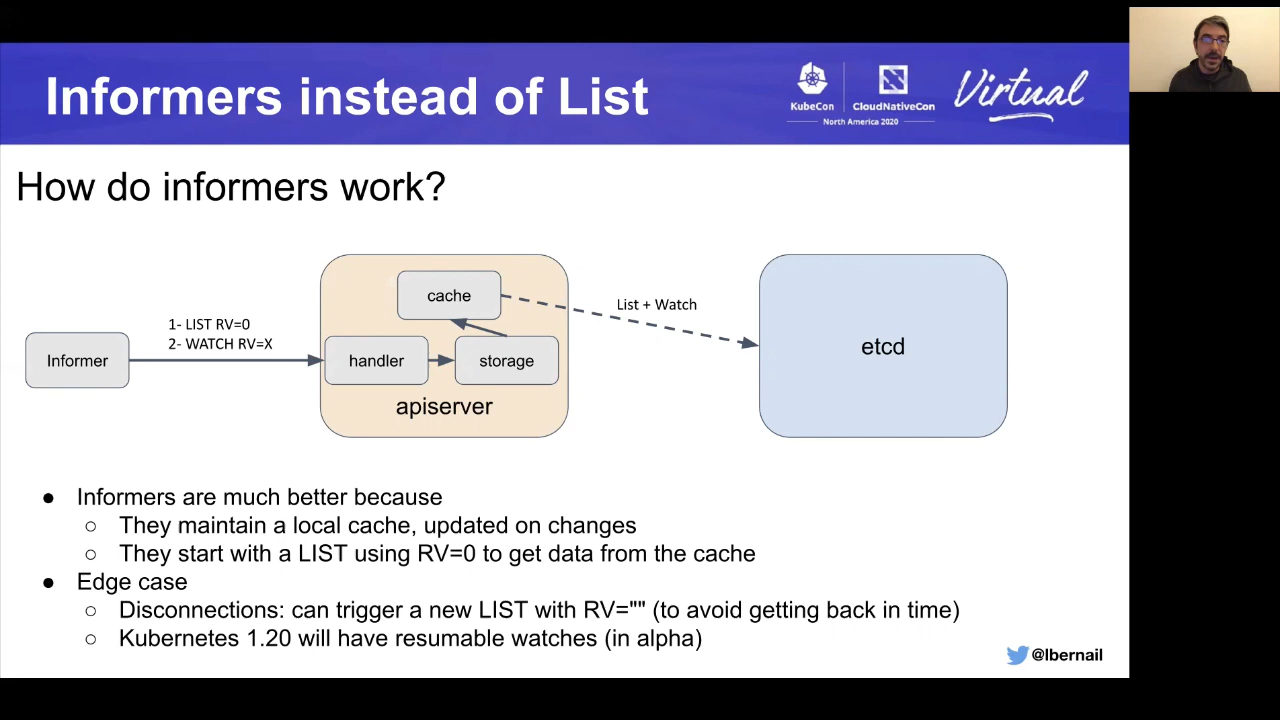 Informers instead of List
KubeCon
CloudNativeCon
North America 2020
Virtual
How do informers work?
cache
List + Watch
1- LIST RV=0
2- WATCH RV=X
etcd
Informer
handler
storage
apiserver
● Informers are much better because
○ They maintain a local cache, updated on changes
○ They start with a LIST using RV=0 to get data from the cache
● Edge case
○ Disconnections: can trigger a new LIST with RV="" (to avoid getting back in time)
○ Kubernetes 1.20 will have resumable watches (in alpha)
@lbernail